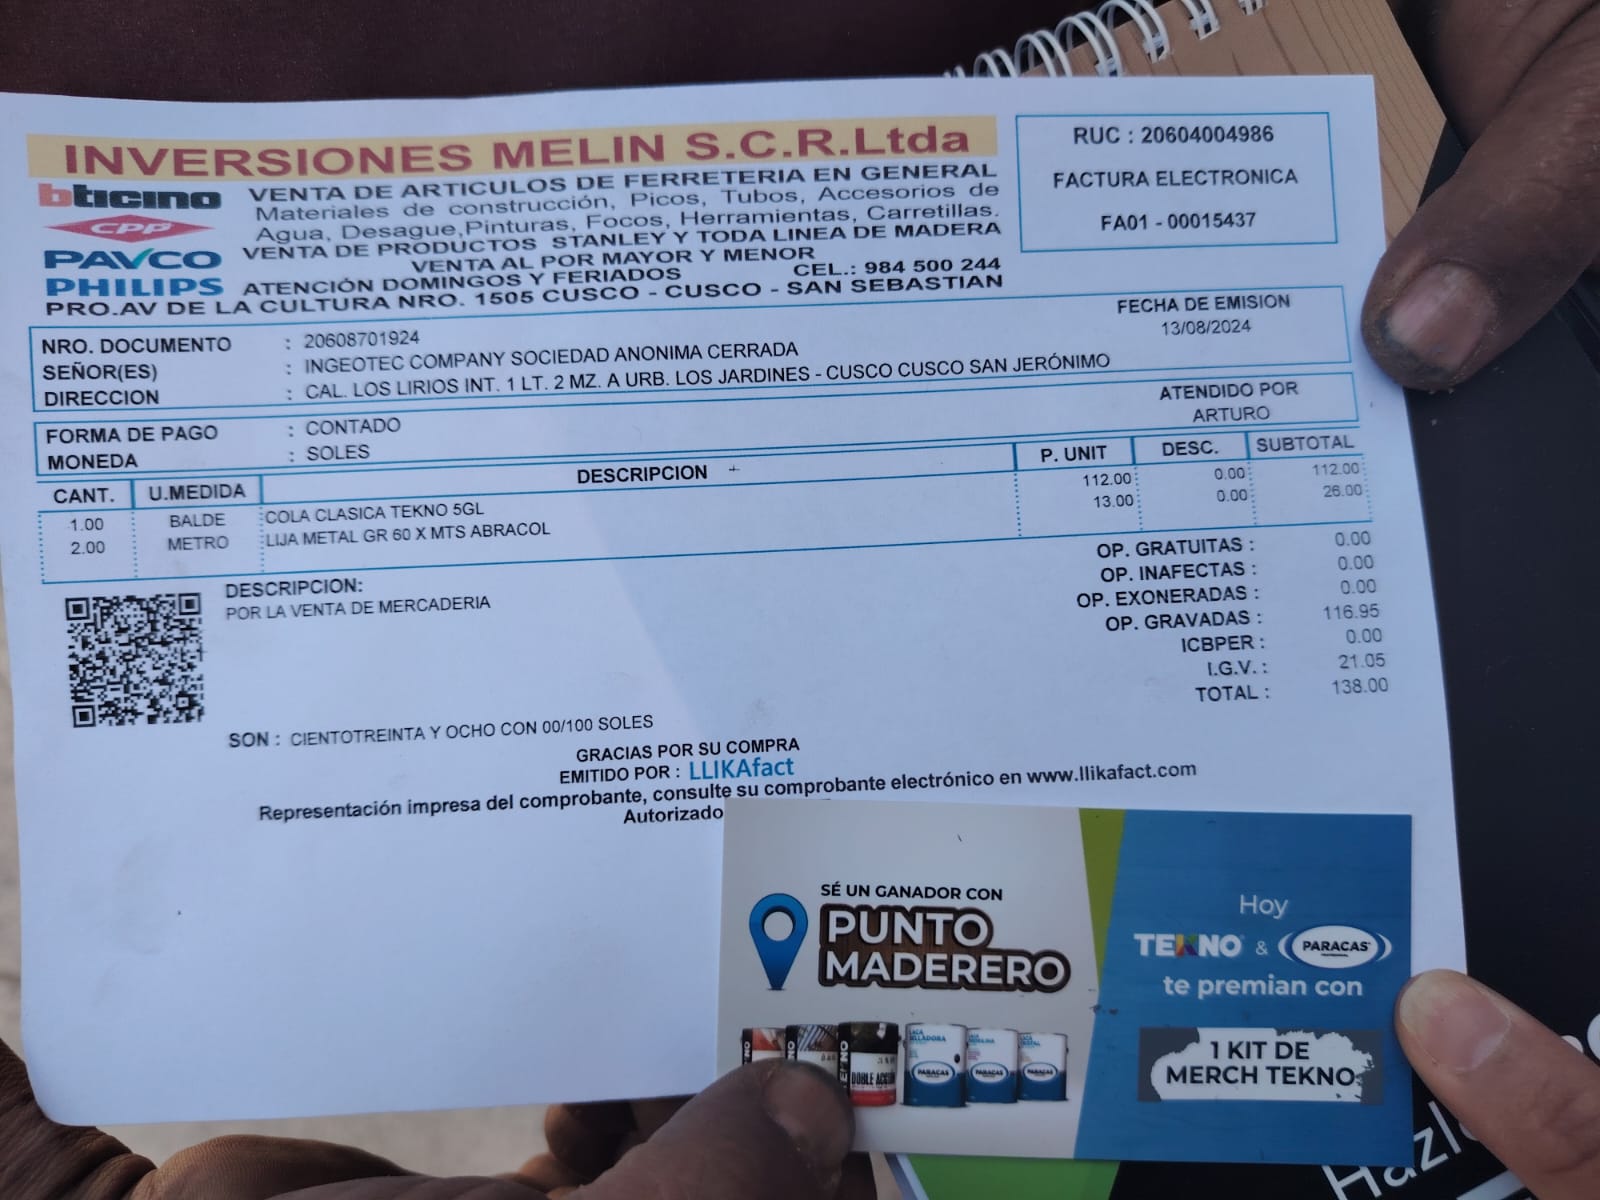 INVERSIONES MELIN S.C.R.Ltda
bticino
CPP
PAVCO
PHILIPS
VENTA DE ARTICULOS DE FERRETERIA EN GENERAL
Materiales de construcción, Picos, Tubos, Accesorios de
Agua, Desague,Pinturas, Focos, Herramientas, Carretillas.
VENTA DE PRODUCTOS STANLEY Y TODA LINEA DE MADERA
VENTA AL POR MAYOR Y MENOR
ATENCIÓN DOMINGOS Y FERIADOS CEL.: 984 500 244
PRO.AV DE LA CULTURA NRO. 1505 CUSCO - CUSCO - SAN SEBASTIAN
RUC : 20604004986
FACTURA ELECTRONICA
FA01 - 00015437
NRO. DOCUMENTO : 20608701924
SEÑOR(ES) : INGEOTEC COMPANY SOCIEDAD ANONIMA CERRADA
DIRECCION : CAL. LOS LIRIOS INT. 1 LT. 2 MZ. A URB. LOS JARDINES - CUSCO CUSCO SAN JERÓNIMO
FECHA DE EMISION
13/08/2024
FORMA DE PAGO : CONTADO
MONEDA : SOLES
ATENDIDO POR
ARTURO
CANT. U.MEDIDA DESCRIPCION P. UNIT DESC. SUBTOTAL
1.00 BALDE COLA CLASICA TEKNO 5GL 112.00 0.00 112.00
2.00 METRO LIJA METAL GR 60 X MTS ABRACOL 13.00 0.00 26.00
DESCRIPCION:
POR LA VENTA DE MERCADERIA
OP. GRATUITAS : 0.00
OP. INAFECTAS : 0.00
OP. EXONERADAS : 0.00
OP. GRAVADAS : 116.95
ICBPER : 0.00
I.G.V. : 21.05
TOTAL : 138.00
SON : CIENTOTREINTA Y OCHO CON 00/100 SOLES
GRACIAS POR SU COMPRA
EMITIDO POR : LLIKAfact
Representación impresa del comprobante, consulte su comprobante electrónico en www.llikafact.com
Autorizado
SÉ UN GANADOR CON
PUNTO
MADERERO
Hoy
TEKNO & PARACAS
te premian con
1 KIT DE
MERCH TEKNO
DOBLE ACCIÓN
PARACAS
PARACAS
PARACAS
Hazl